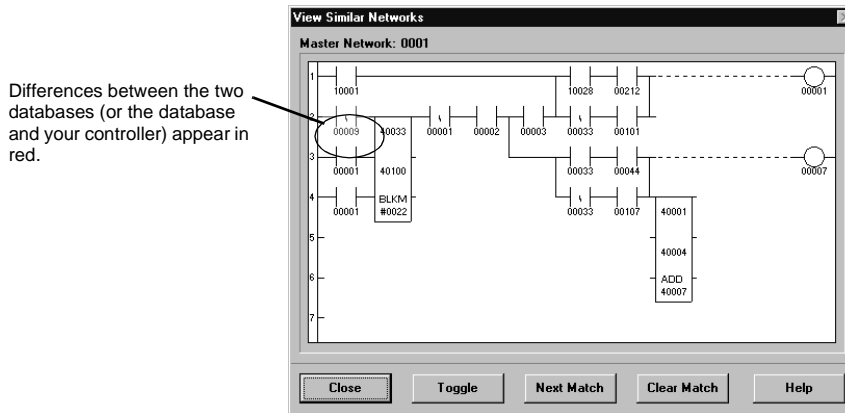 View Similar Networks
Master Network: 0001
Differences between the two
databases (or the database
and your controller) appear in
red.
1
10001 10028 00212 00001
2
00009 40033 00001 00002 00003 00033 00101
3
00001 40100 00033 00044 00007
4
00001 BLKM #0022 00033 00107 40001
5
40004
6
ADD
40007
7
Close Toggle Next Match Clear Match Help